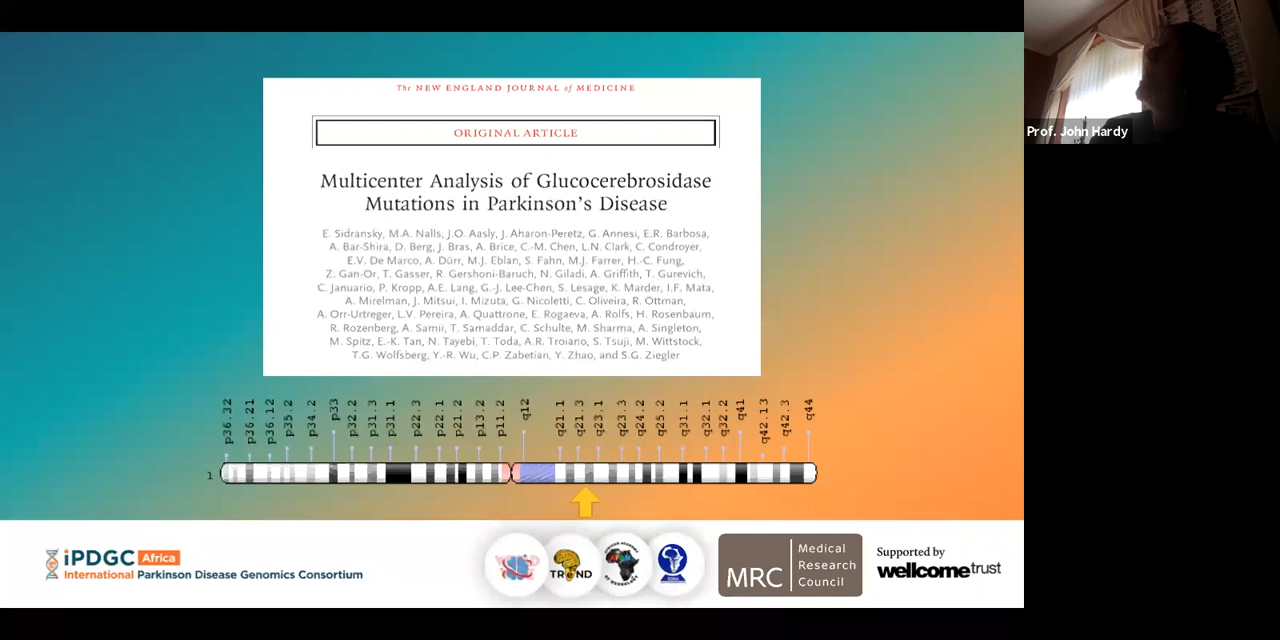 The NEW ENGLAND JOURNAL of MEDICINE
ORIGINAL ARTICLE
Multicenter Analysis of Glucocerebrosidase
Mutations in Parkinson's Disease
E. Sidransky, M.A. Nalls, J.O. Aasly, J. Aharon-Peretz, G. Annesi, E.R. Barbosa,
A. Bar-Shira, D. Berg, J. Bras, A. Brice, C.-M. Chen, L.N. Clark, C. Condroyer,
E.V. De Marco, A. Dürr, M.J. Eblan, S. Fahn, M.J. Farrer, H.-C. Fung,
Z. Gan-Or, T. Gasser, R. Gershoni-Baruch, N. Giladi, A. Griffith, T. Gurevich,
C. Januario, P. Kropp, A.E. Lang, G.-J. Lee-Chen, S. Lesage, K. Marder, I.F. Mata,
A. Mirelman, J. Mitsui, I. Mizuta, G. Nicoletti, C. Oliveira, R. Ottman,
A. Orr-Urtreger, L.V. Pereira, A. Quattrone, E. Rogaeva, A. Rolfs, H. Rosenbaum,
R. Rozenberg, A. Samii, T. Samaddar, C. Schulte, M. Sharma, A. Singleton,
M. Spitz, E.-K. Tan, N. Tayebi, T. Toda, A.R. Troiano, S. Tsuji, M. Wittstock,
T.G. Wolfsberg, Y.-R. Wu, C.P. Zabetian, Y. Zhao, and S.G. Ziegler
p36.32 p36.21 p36.12 p35.2 p34.2 p33 p32.2 p31.3 p31.1 p22.3 p22.1 p21.2 p13.2 p11.2 q12 q21.1 q21.3 q23.1 q23.3 q24.2 q25.2 q31.1 q32.1 q32.2 q41 q42.13 q42.3 q44
1
iPDGC Africa
International Parkinson Disease Genomics Consortium
TREND
MRC
Medical
Research
Council
Supported by
wellcometrust
Prof. John Hardy